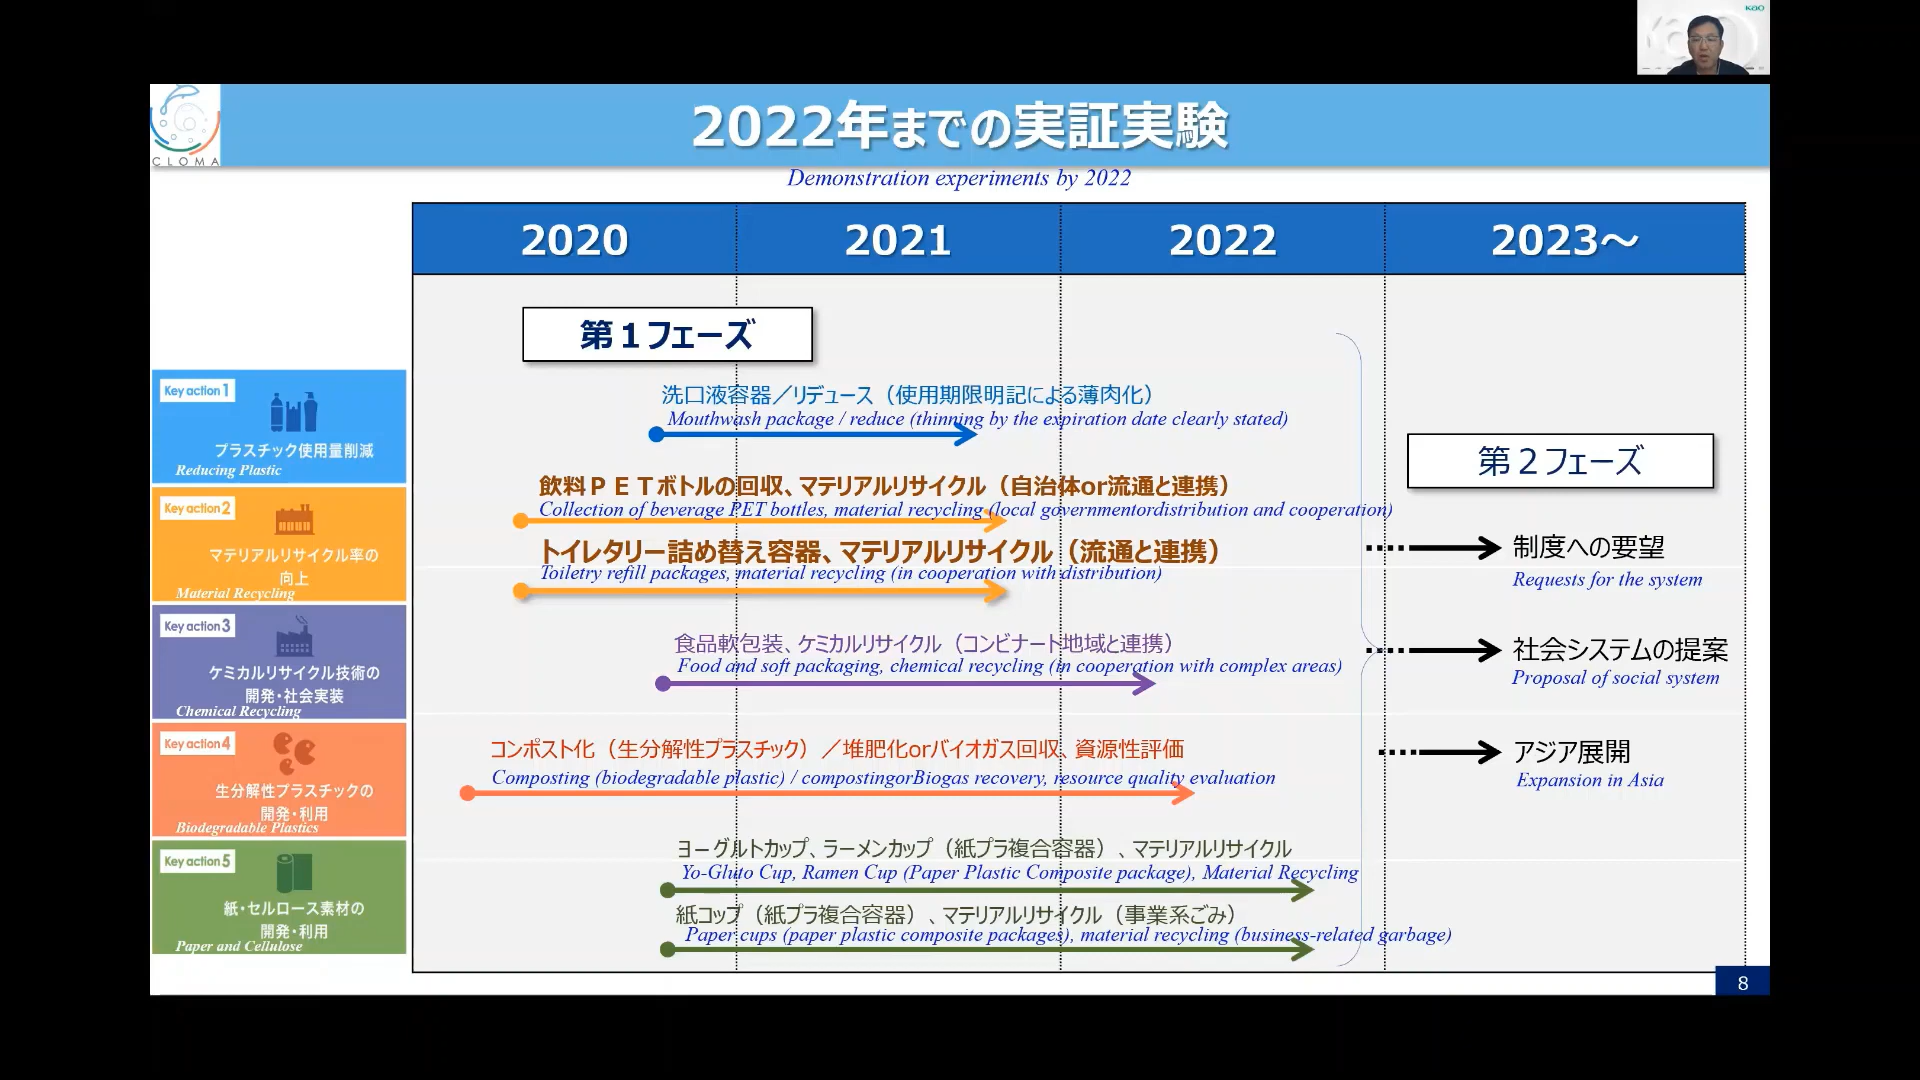 Kao
CLOMA
2022年までの実証実験
Demonstration experiments by 2022
2020
2021
2022
2023～
第１フェーズ
Key action1
プラスチック使用量削減
Reducing Plastic
洗口液容器／リデュース（使用期限明記による薄肉化）
Mouthwash package / reduce (thinning by the expiration date clearly stated)
Key action2
マテリアルリサイクル率の
向上
Material Recycling
飲料ＰＥＴボトルの回収、マテリアルリサイクル（自治体or流通と連携）
Collection of beverage PET bottles, material recycling (local governmentordistribution and cooperation)
トイレタリー詰め替え容器、マテリアルリサイクル（流通と連携）
Toiletry refill packages, material recycling (in cooperation with distribution)
Key action3
ケミカルリサイクル技術の
開発・社会実装
Chemical Recycling
食品軟包装、ケミカルリサイクル（コンビナート地域と連携）
Food and soft packaging, chemical recycling (in cooperation with complex areas)
Key action4
生分解性プラスチックの
開発・利用
Biodegradable Plastics
コンポスト化（生分解性プラスチック）／堆肥化orバイオガス回収、資源性評価
Composting (biodegradable plastic) / compostingorBiogas recovery, resource quality evaluation
Key action5
紙・セルロース素材の
開発・利用
Paper and Cellulose
ヨーグルトカップ、ラーメンカップ（紙プラ複合容器）、マテリアルリサイクル
Yo-Gluto Cup, Ramen Cup (Paper Plastic Composite package), Material Recycling
紙コップ（紙プラ複合容器）、マテリアルリサイクル（事業系ごみ）
Paper cups (paper plastic composite packages), material recycling (business-related garbage)
第２フェーズ
制度への要望
Requests for the system
社会システムの提案
Proposal of social system
アジア展開
Expansion in Asia
8